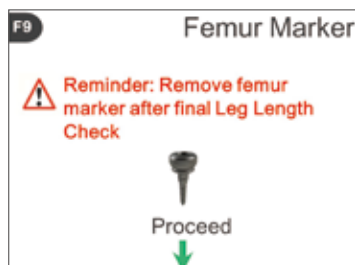 F9
Femur Marker
Reminder: Remove femur
marker after final Leg Length
Check
Proceed